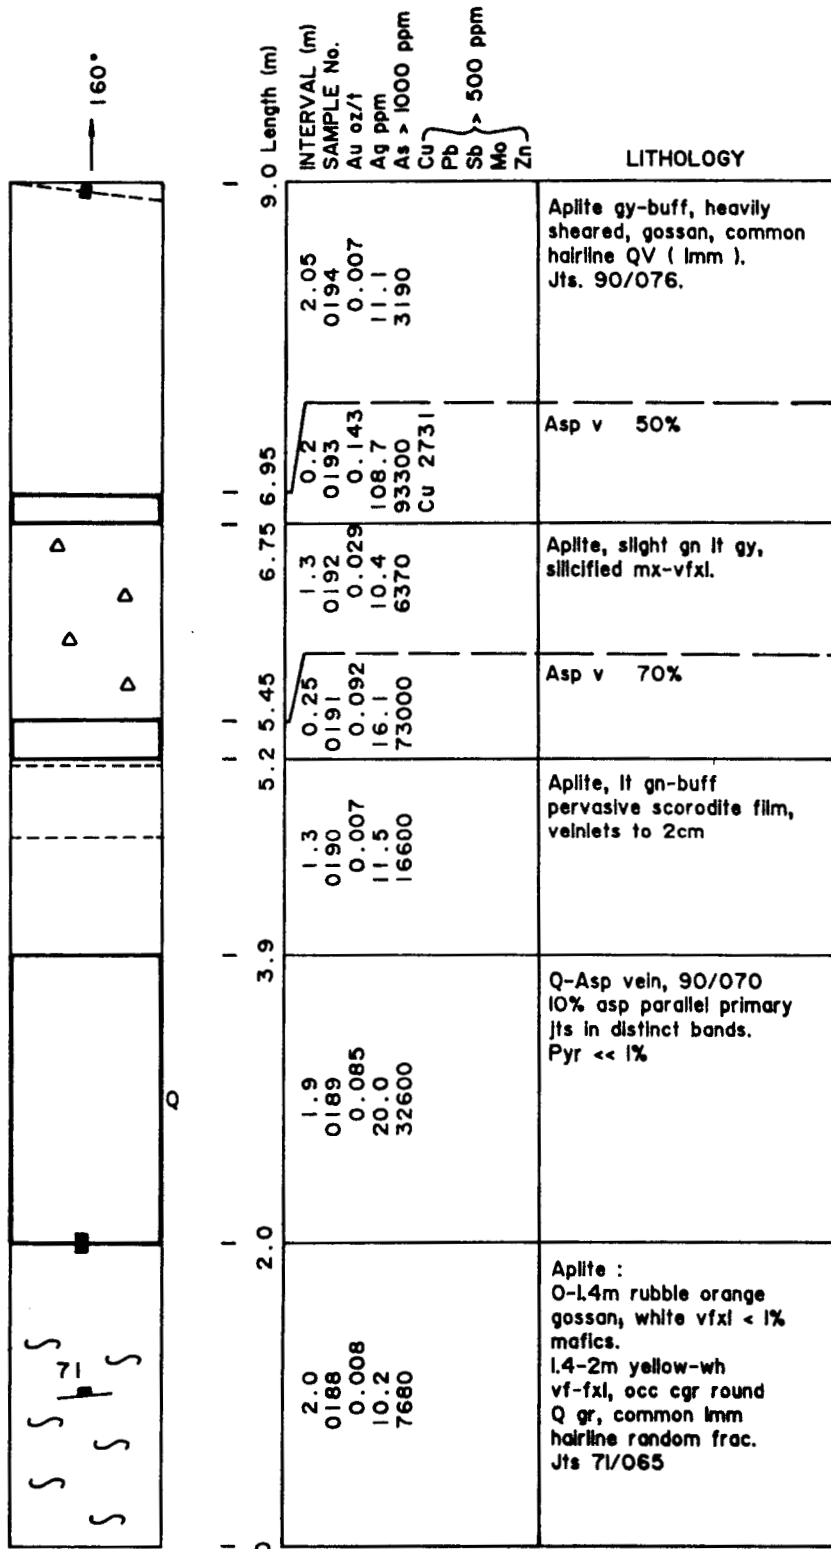 160°
9.0 Length (m)
INTERVAL (m)
SAMPLE No.
Au oz/t
Ag ppm
As > 1000 ppm
Cu
Pb
Sb
Mo
Zn
> 500 ppm
LITHOLOGY
2.05
0194
0.007
11.1
3190
Aplite gy-buff, heavily
sheared, gossan, common
hairline QV ( 1mm ).
Jts. 90/076.
6.95
0.2
0193
0.143
108.7
93300
Cu 2731
Asp v 50%
6.75
1.3
0192
0.029
10.4
6370
Aplite, slight gn lt gy,
silicified mx-vfxl.
5.45
0.25
0191
0.092
16.1
73000
Asp v 70%
5.2
1.3
0190
0.007
11.5
16600
Aplite, lt gn-buff
pervasive scorodite film,
veinlets to 2cm
3.9
Q
1.9
0189
0.085
20.0
32600
Q-Asp vein, 90/070
10% asp parallel primary
jts in distinct bands.
Pyr << 1%
2.0
71
2.0
0188
0.008
10.2
7680
Aplite :
0-1.4m rubble orange
gossan, white vfxl < 1%
mafics.
1.4-2m yellow-wh
vf-fxl, occ cgr round
Q gr, common 1mm
hairline random frac.
Jts 71/065
0